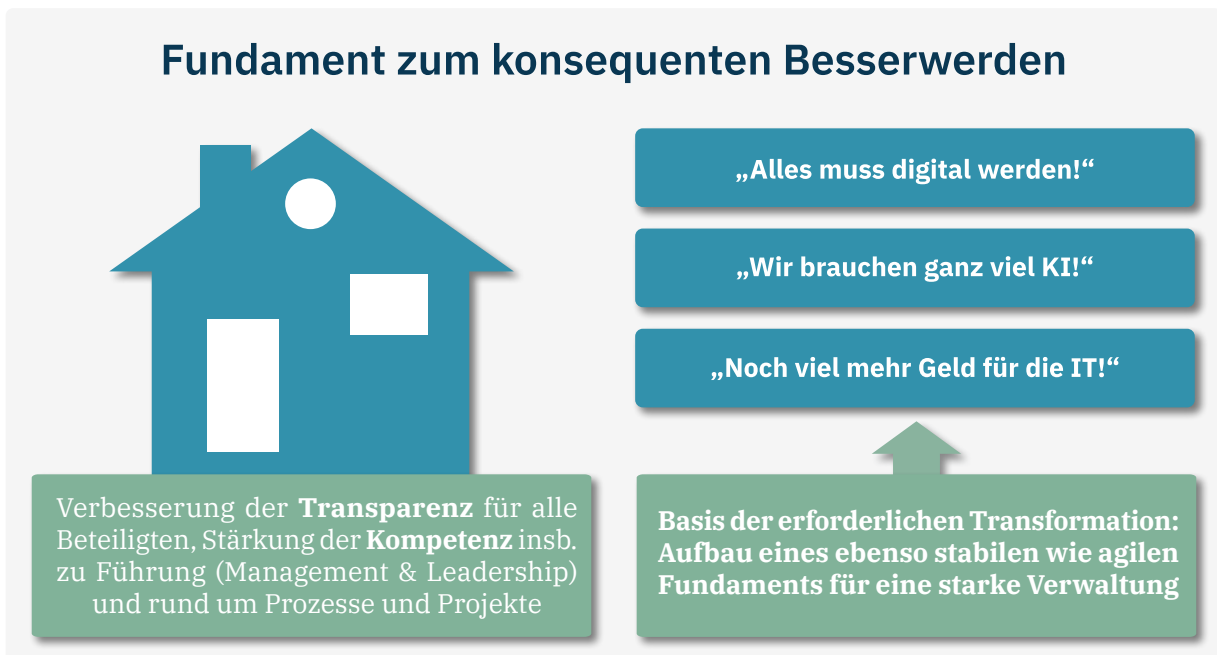 Fundament zum konsequenten Besserwerden
„Alles muss digital werden!“
„Wir brauchen ganz viel KI!“
„Noch viel mehr Geld für die IT!“
Verbesserung der Transparenz für alle
Beteiligten, Stärkung der Kompetenz insb.
zu Führung (Management & Leadership)
und rund um Prozesse und Projekte
Basis der erforderlichen Transformation:
Aufbau eines ebenso stabilen wie agilen
Fundaments für eine starke Verwaltung